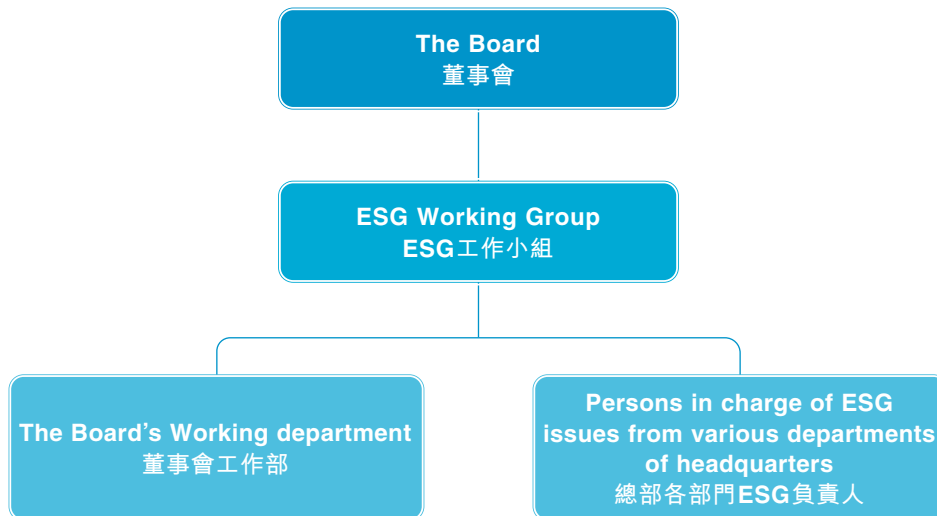 The Board
董事會
ESG Working Group
ESG工作小組
The Board’s Working department
董事會工作部
Persons in charge of ESG
issues from various departments
of headquarters
總部各部門ESG負責人